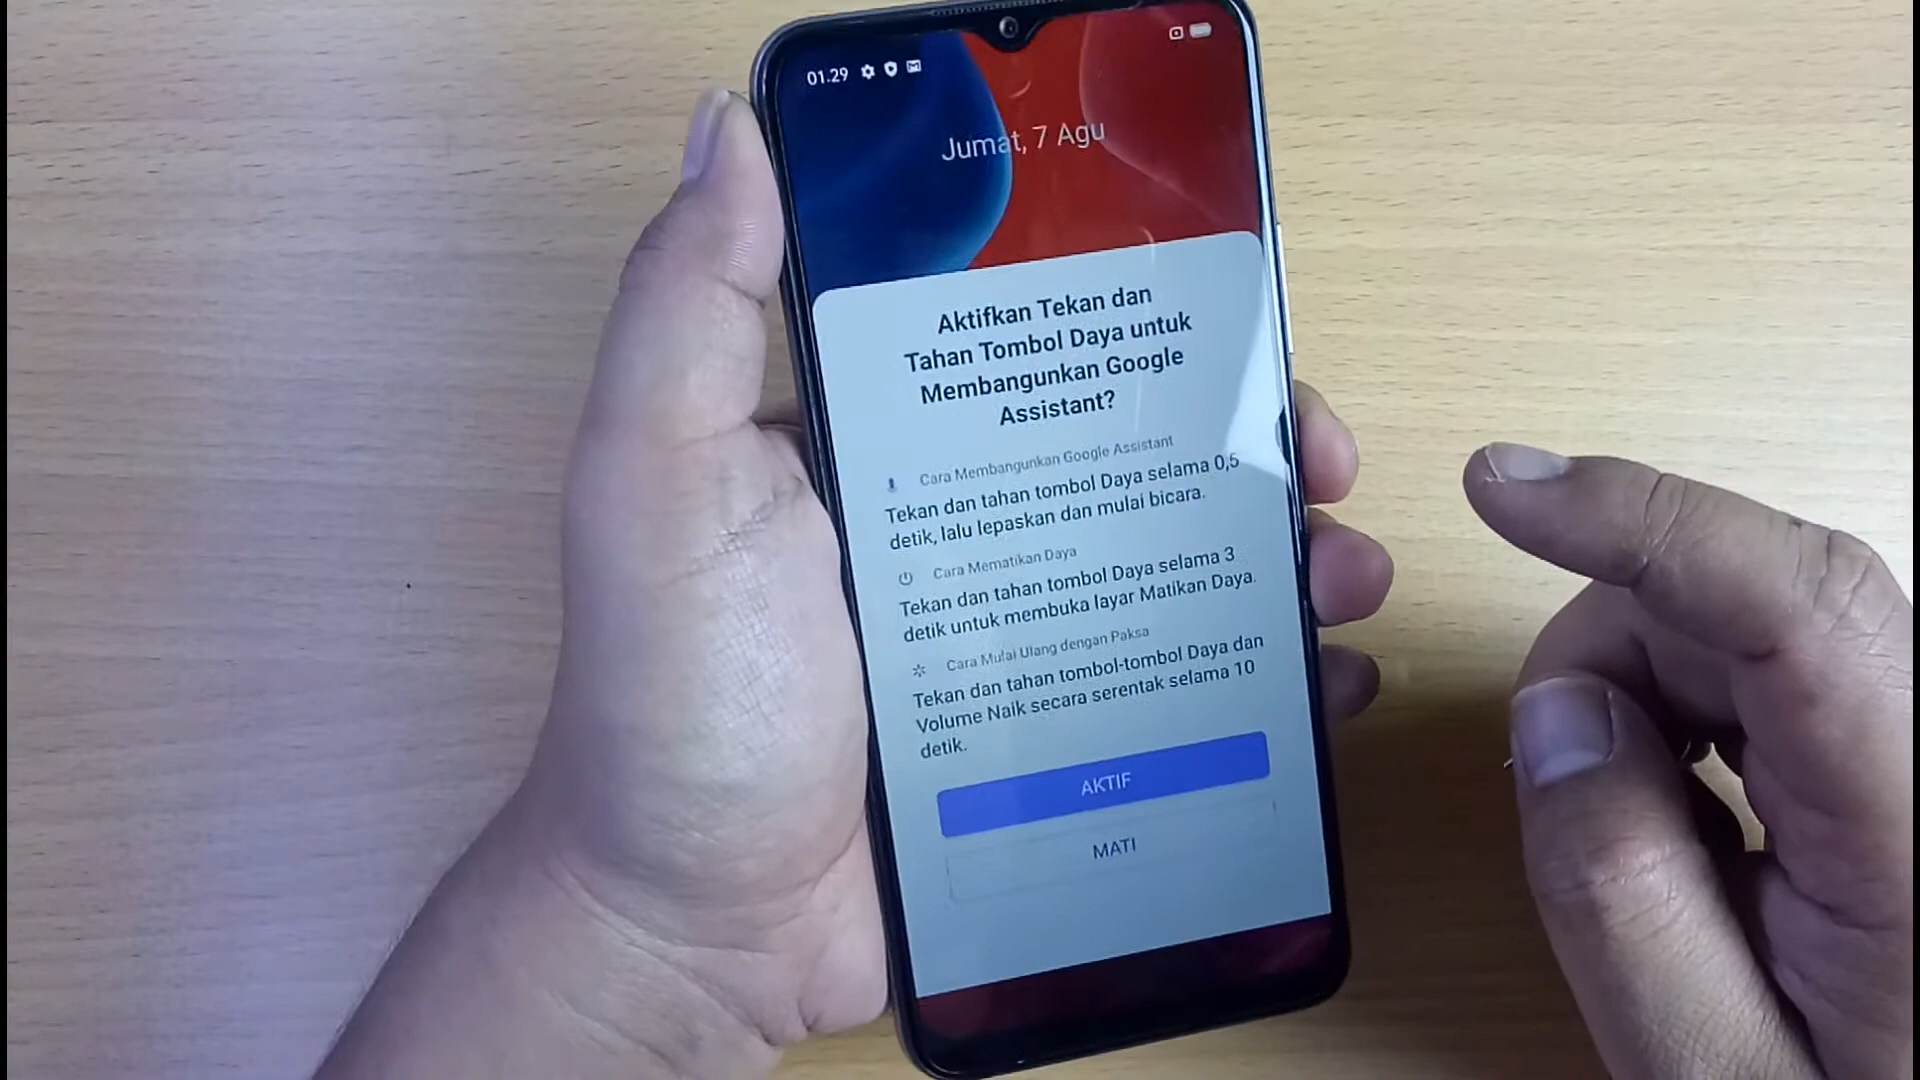 01.29
Jumat, 7 Agu
Aktifkan Tekan dan
Tahan Tombol Daya untuk
Membangunkan Google
Assistant?
Cara Membangunkan Google Assistant
Tekan dan tahan tombol Daya selama 0,5
detik, lalu lepaskan dan mulai bicara.
Cara Mematikan Daya
Tekan dan tahan tombol Daya selama 3
detik untuk membuka layar Matikan Daya.
Cara Mulai Ulang dengan Paksa
Tekan dan tahan tombol-tombol Daya dan
Volume Naik secara serentak selama 10
detik.
AKTIF
MATI